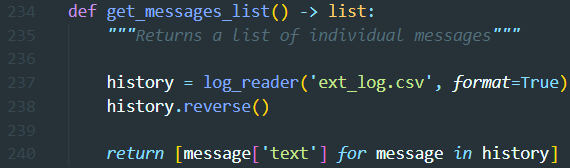 234 def get_messages_list() -> list:
235 """Returns a list of individual messages"""
236
237 history = log_reader('ext_log.csv', format=True)
238 history.reverse()
239
240 return [message['text'] for message in history]